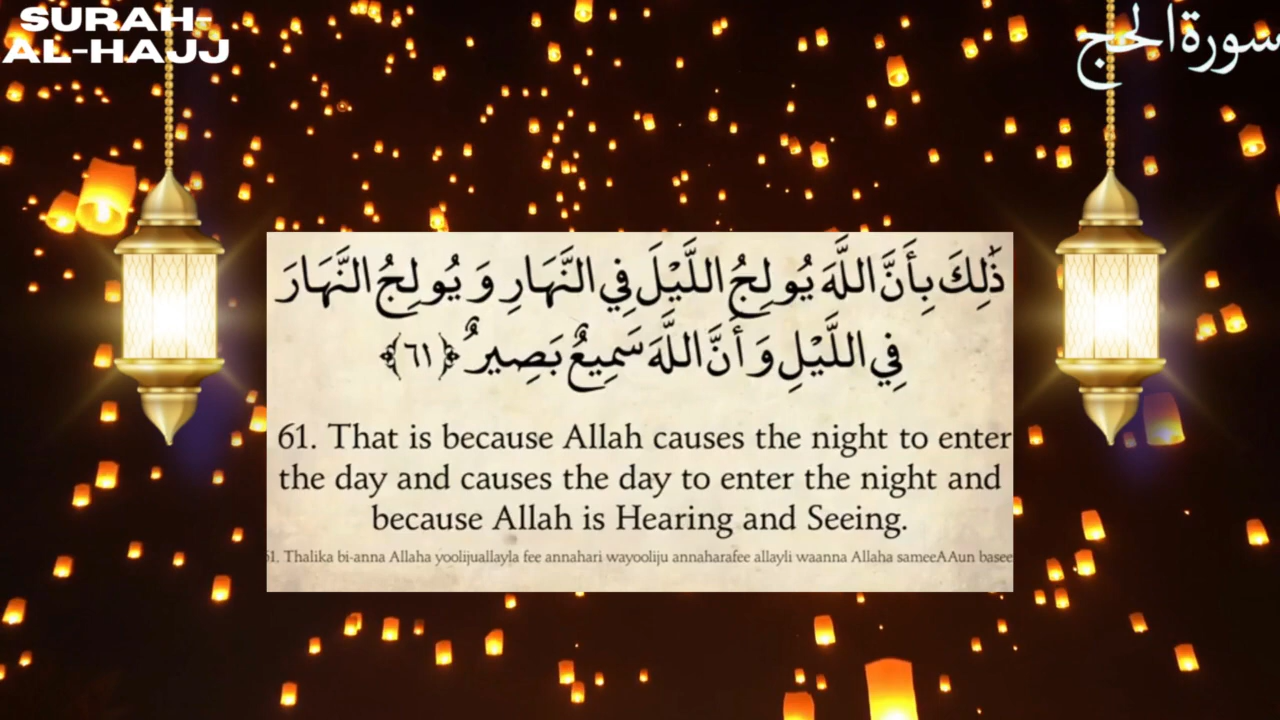 SURAH-
AL-HAJJ
سورة الحج
ذَٰلِكَ بِأَنَّ اللَّهَ يُولِجُ اللَّيْلَ فِي النَّهَارِ وَيُولِجُ النَّهَارَ
فِي اللَّيْلِ وَأَنَّ اللَّهَ سَمِيعٌ بَصِيرٌ ﴿٦١﴾
61. That is because Allah causes the night to enter
the day and causes the day to enter the night and
because Allah is Hearing and Seeing.
61. Thalika bi-anna Allaha yoolijuallayla fee annahari wayooliju annaharafee allayli waanna Allaha sameeAAun basee